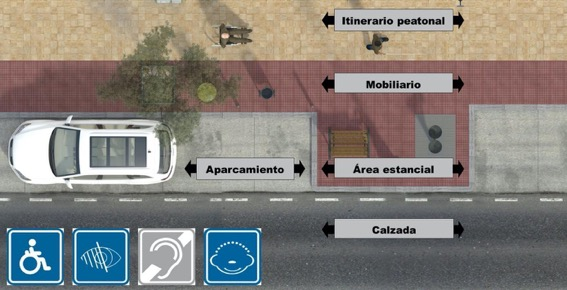 Itinerario peatonal
Mobiliario
Aparcamiento
Área estancial
Calzada